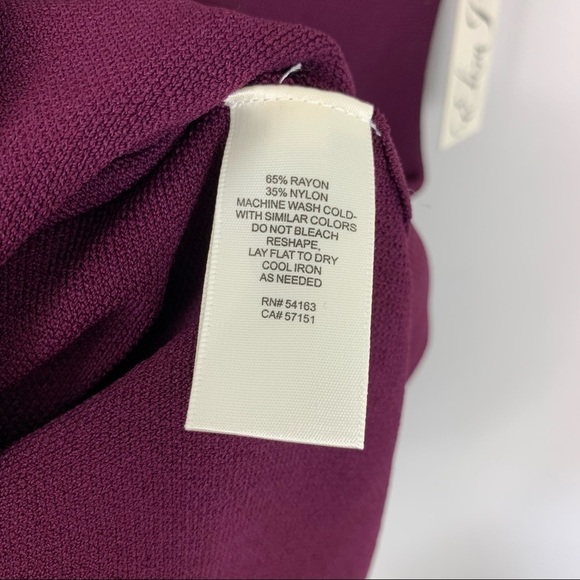 65% RAYON
35% NYLON
MACHINE WASH COLD-
WITH SIMILAR COLORS
DO NOT BLEACH
RESHAPE,
LAY FLAT TO DRY
COOL IRON
AS NEEDED
RN# 54163
CA# 57151